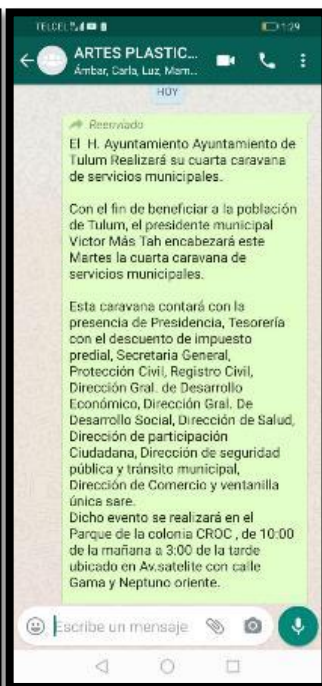 TELCEL
1:29
ARTES PLASTIC...
Ámbar, Carla, Luz, Mam...
HOY
Reenviado
El H. Ayuntamiento Ayuntamiento de
Tulum Realizará su cuarta caravana
de servicios municipales.
Con el fin de beneficiar a la población
de Tulum, el presidente municipal
Victor Más Tah encabezará este
Martes la cuarta caravana de
servicios municipales.
Esta caravana contará con la
presencia de Presidencia, Tesorería
con el descuento de impuesto
predial, Secretaria General,
Protección Civil, Registro Civil,
Dirección Gral. de Desarrollo
Económico, Dirección Gral. De
Desarrollo Social, Dirección de Salud,
Dirección de participación
Ciudadana, Dirección de seguridad
pública y tránsito municipal,
Dirección de Comercio y ventanilla
única sare.
Dicho evento se realizará en el
Parque de la colonia CROC , de 10:00
de la mañana a 3:00 de la tarde
ubicado en Av.satelite con calle
Gama y Neptuno oriente.
Escribe un mensaje